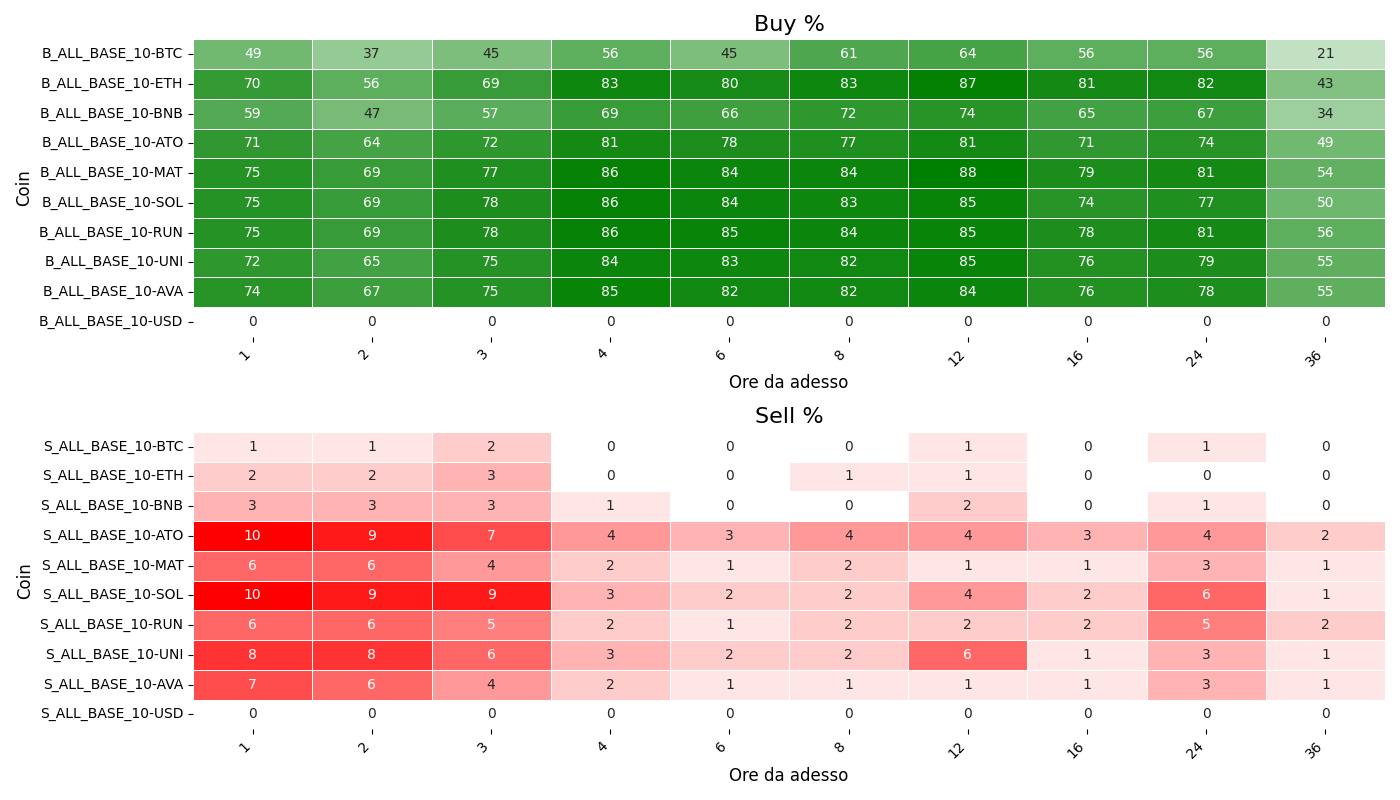 Buy %
Coin
B_ALL_BASE_10-BTC 49 37 45 56 45 61 64 56 56 21
B_ALL_BASE_10-ETH 70 56 69 83 80 83 87 81 82 43
B_ALL_BASE_10-BNB 59 47 57 69 66 72 74 65 67 34
B_ALL_BASE_10-ATO 71 64 72 81 78 77 81 71 74 49
B_ALL_BASE_10-MAT 75 69 77 86 84 84 88 79 81 54
B_ALL_BASE_10-SOL 75 69 78 86 84 83 85 74 77 50
B_ALL_BASE_10-RUN 75 69 78 86 85 84 85 78 81 56
B_ALL_BASE_10-UNI 72 65 75 84 83 82 85 76 79 55
B_ALL_BASE_10-AVA 74 67 75 85 82 82 84 76 78 55
B_ALL_BASE_10-USD 0 0 0 0 0 0 0 0 0 0
1 2 3 4 6 8 12 16 24 36
Ore da adesso
Sell %
Coin
S_ALL_BASE_10-BTC 1 1 2 0 0 0 1 0 1 0
S_ALL_BASE_10-ETH 2 2 3 0 0 1 1 0 0 0
S_ALL_BASE_10-BNB 3 3 3 1 0 0 2 0 1 0
S_ALL_BASE_10-ATO 10 9 7 4 3 4 4 3 4 2
S_ALL_BASE_10-MAT 6 6 4 2 1 2 1 1 3 1
S_ALL_BASE_10-SOL 10 9 9 3 2 2 4 2 6 1
S_ALL_BASE_10-RUN 6 6 5 2 1 2 2 2 5 2
S_ALL_BASE_10-UNI 8 8 6 3 2 2 6 1 3 1
S_ALL_BASE_10-AVA 7 6 4 2 1 1 1 1 3 1
S_ALL_BASE_10-USD 0 0 0 0 0 0 0 0 0 0
1 2 3 4 6 8 12 16 24 36
Ore da adesso